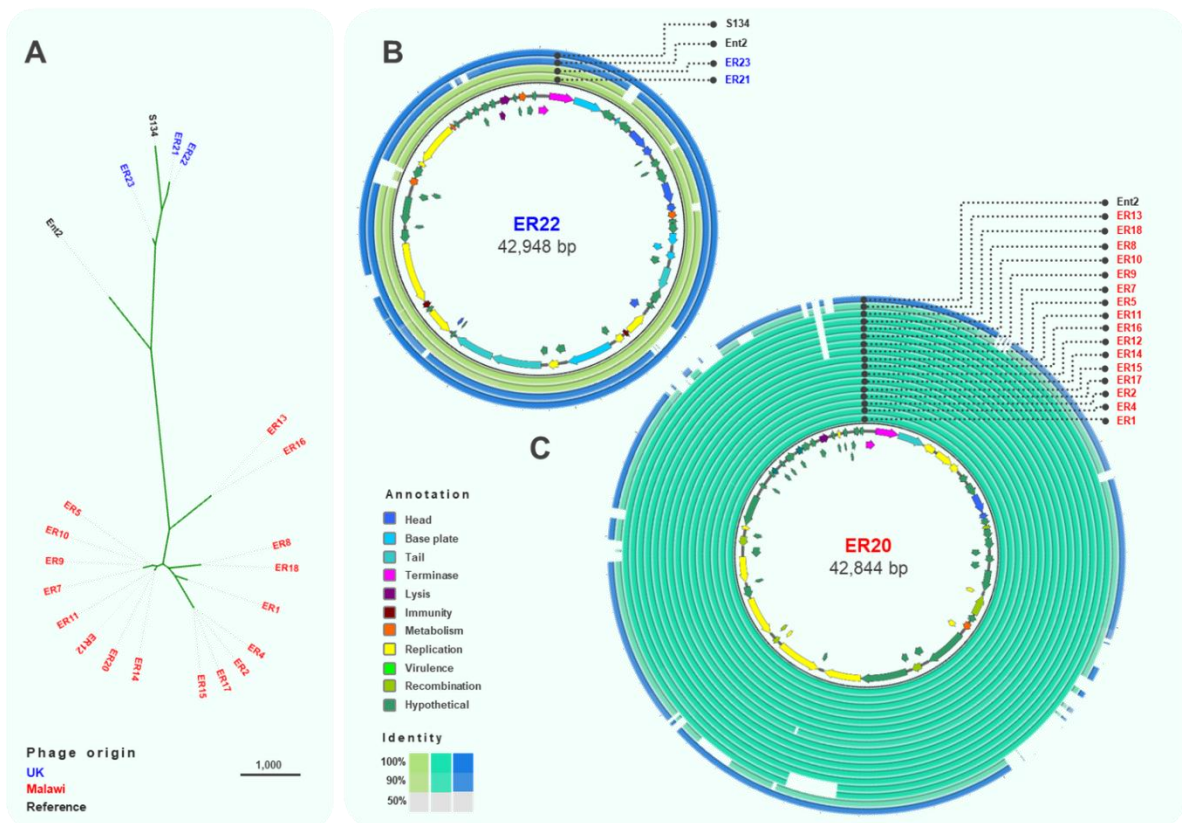 A
S134
ER21
ER22
ER23
Ent2
ER13
ER16
ER5
ER10
ER9
ER7
ER11
ER12
ER20
ER14
ER15
ER17
ER2
ER4
ER1
ER18
ER8
Phage origin
UK
Malawi
Reference
1,000
B
S134
Ent2
ER23
ER21
ER22
42,948 bp
C
Ent2
ER13
ER18
ER8
ER10
ER9
ER7
ER5
ER11
ER16
ER12
ER14
ER15
ER17
ER2
ER4
ER1
ER20
42,844 bp
Annotation
Head
Base plate
Tail
Terminase
Lysis
Immunity
Metabolism
Replication
Virulence
Recombination
Hypothetical
Identity
100%
90%
50%